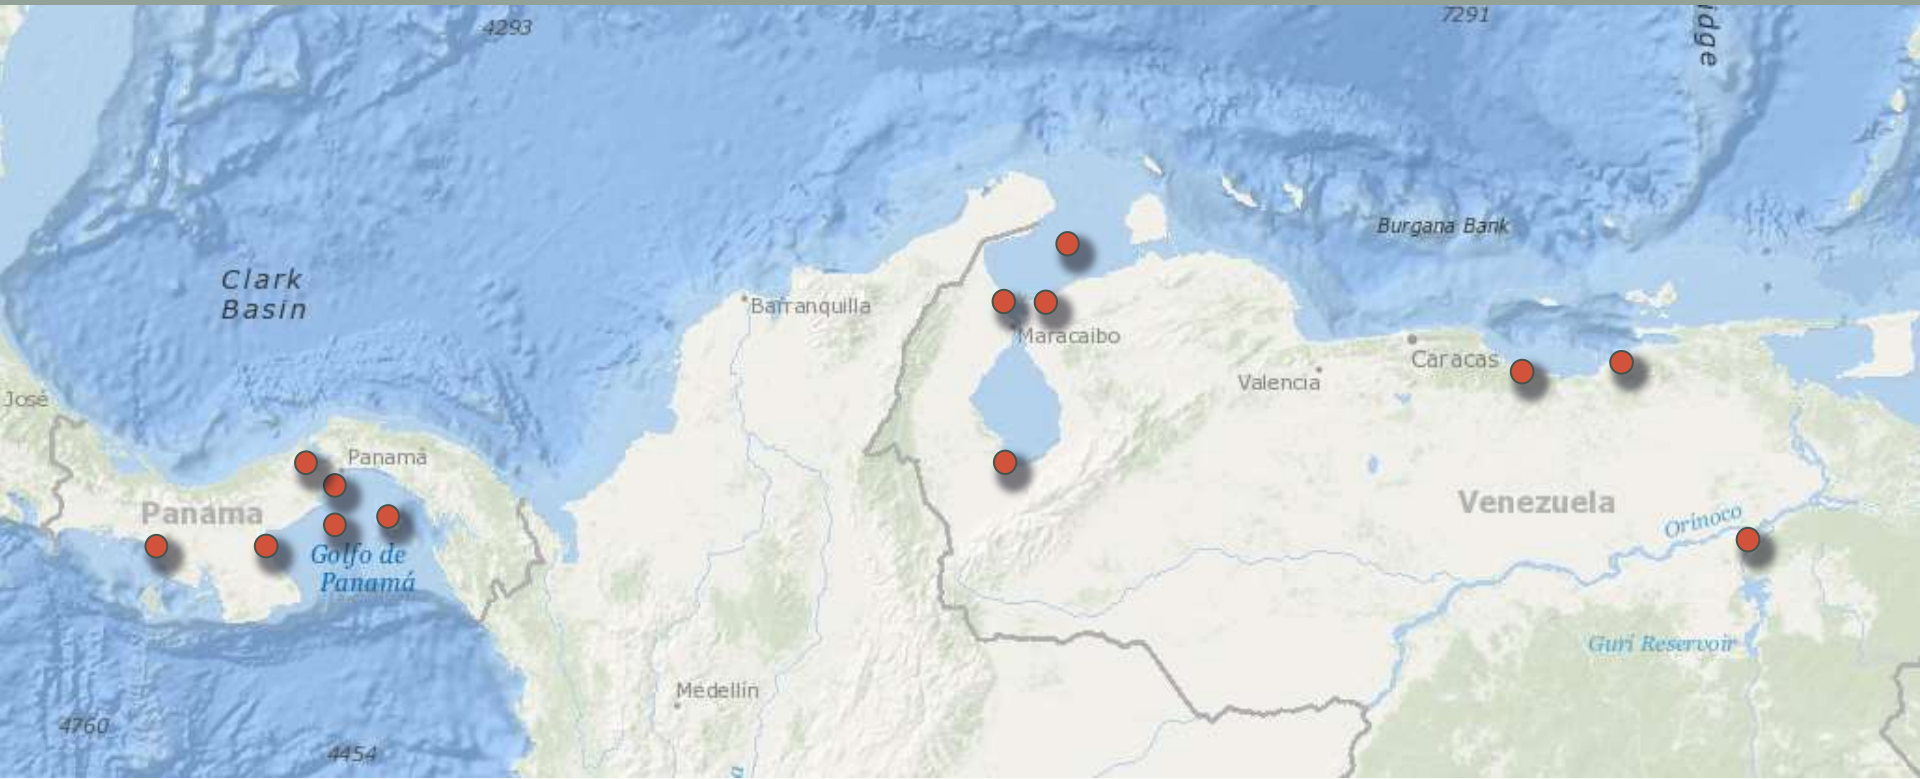 4293
7291
idge
Burgana Bank
Clark
Basin
Barranquilla
Maracaibo
Caracas
Valencia
José
Panamá
Panama
Venezuela
Orinoco
Golfo de
Panamá
Guri Reservoir
Medellín
4760
4454
a